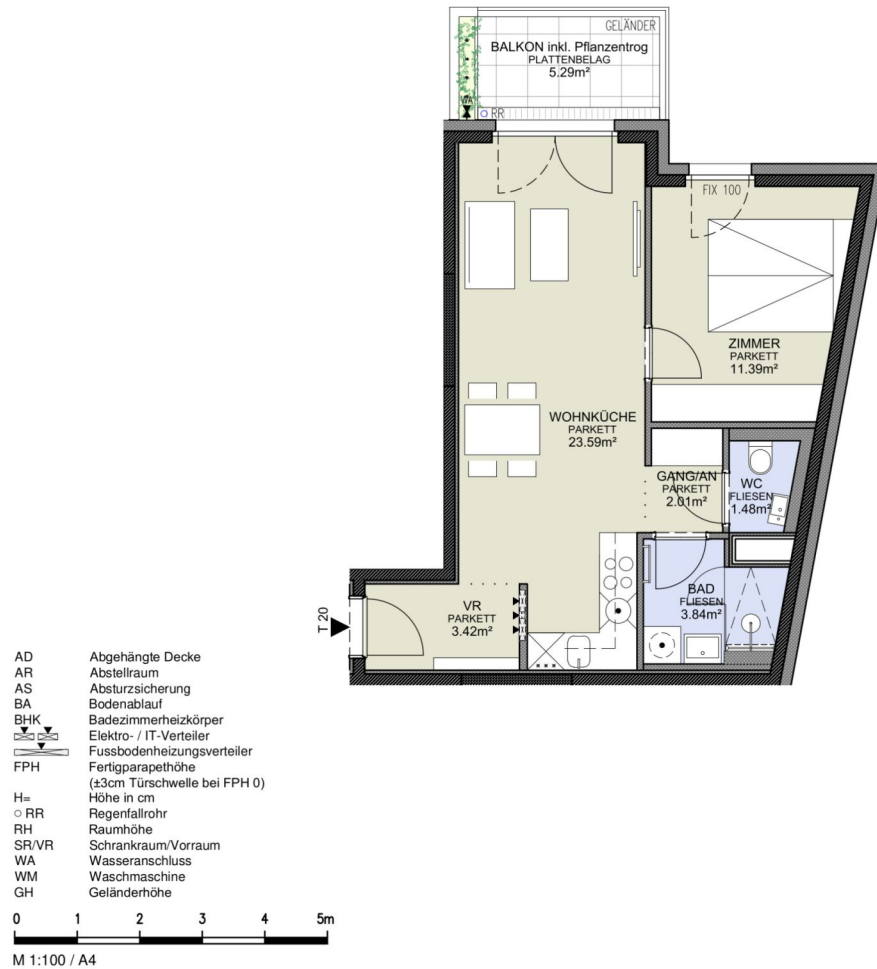 GELÄNDER
BALKON inkl. Pflanzentrog
PLATTENBELAG
5.29m²
WA
RR
FIX 100
ZIMMER
PARKETT
11.39m²
WOHNKÜCHE
PARKETT
23.59m²
GANG/AN
PARKETT
2.01m²
WC
FLIESEN
1.48m²
BAD
FLIESEN
3.84m²
VR
PARKETT
3.42m²
T 20
AD Abgehängte Decke
AR Abstellraum
AS Absturzsicherung
BA Bodenablauf
BHK Badezimmerheizkörper
Elektro- / IT-Verteiler
Fussbodenheizungsverteiler
FPH Fertigparapethöhe
(±3cm Türschwelle bei FPH 0)
H= Höhe in cm
RR Regenfallrohr
RH Raumhöhe
SR/VR Schrankraum/Vorraum
WA Wasseranschluss
WM Waschmaschine
GH Geländerhöhe
0 1 2 3 4 5m
M 1:100 / A4